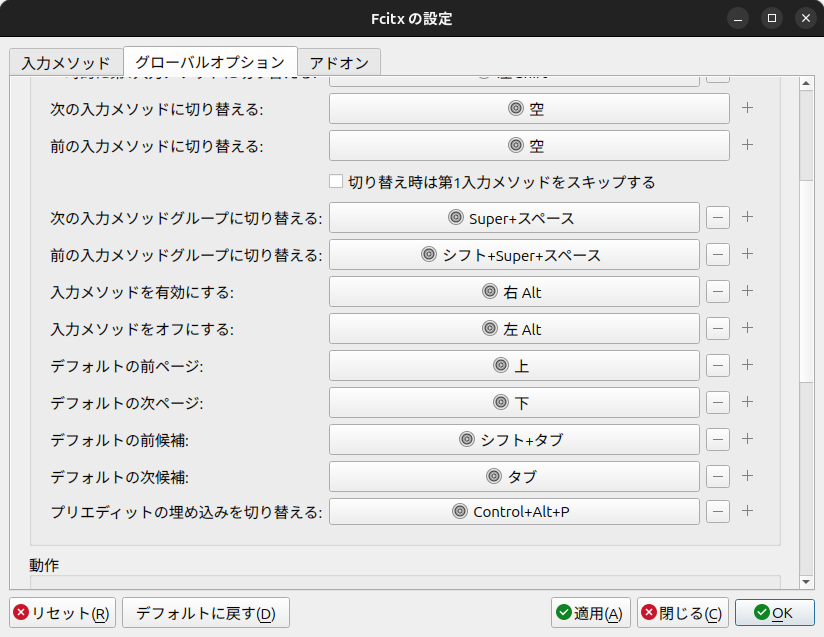 Fcitx の設定
入力メソッド グローバルオプション アドオン
次の入力メソッドに切り替える: 空
前の入力メソッドに切り替える: 空
切り替え時は第1入力メソッドをスキップする
次の入力メソッドグループに切り替える: Super+スペース
前の入力メソッドグループに切り替える: シフト+Super+スペース
入力メソッドを有効にする: 右 Alt
入力メソッドをオフにする: 左 Alt
デフォルトの前ページ: 上
デフォルトの次ページ: 下
デフォルトの前候補: シフト+タブ
デフォルトの次候補: タブ
プリエディットの埋め込みを切り替える: Control+Alt+P
動作
リセット(R) デフォルトに戻す(D) 適用(A) 閉じる(C) OK